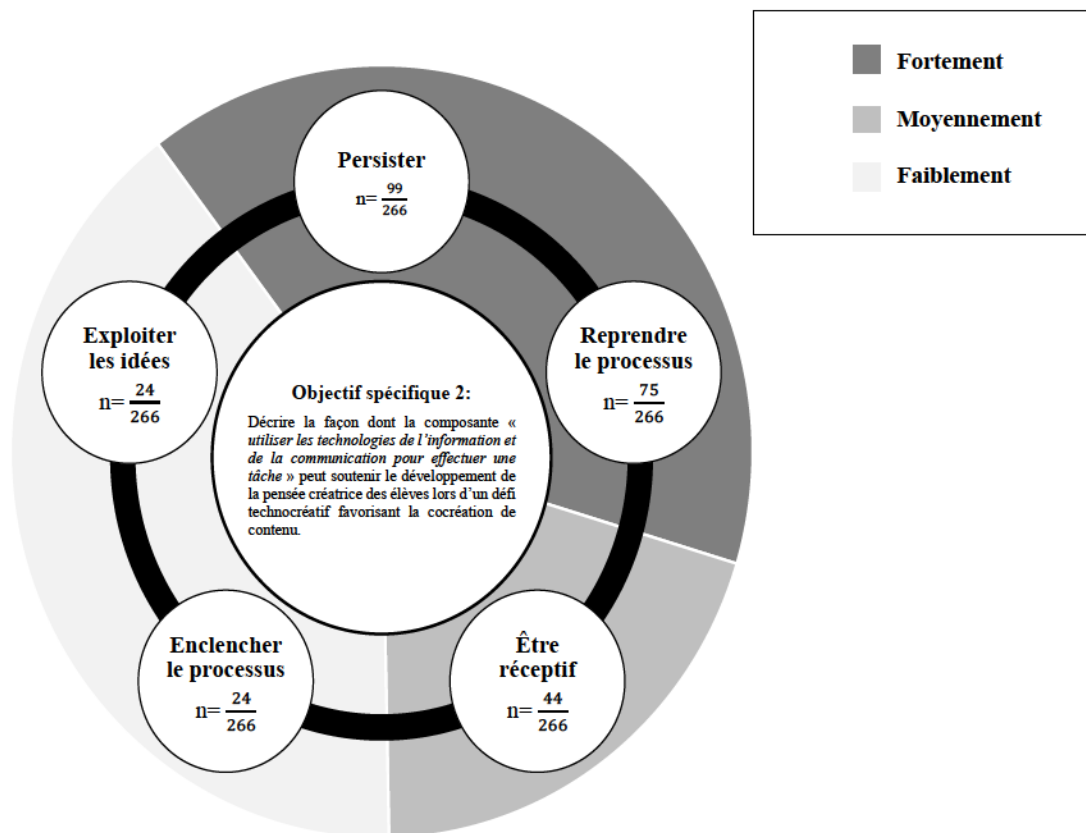 Fortement
Moyennement
Faiblement
Persister
n= 99/266
Reprendre
le processus
n= 75/266
Être
réceptif
n= 44/266
Enclencher
le processus
n= 24/266
Exploiter
les idées
n= 24/266
Objectif spécifique 2:
Décrire la façon dont la composante «
utiliser les technologies de l’information et
de la communication pour effectuer une
tâche » peut soutenir le développement de
la pensée créatrice des élèves lors d’un défi
technocréatif favorisant la cocréation de
contenu.